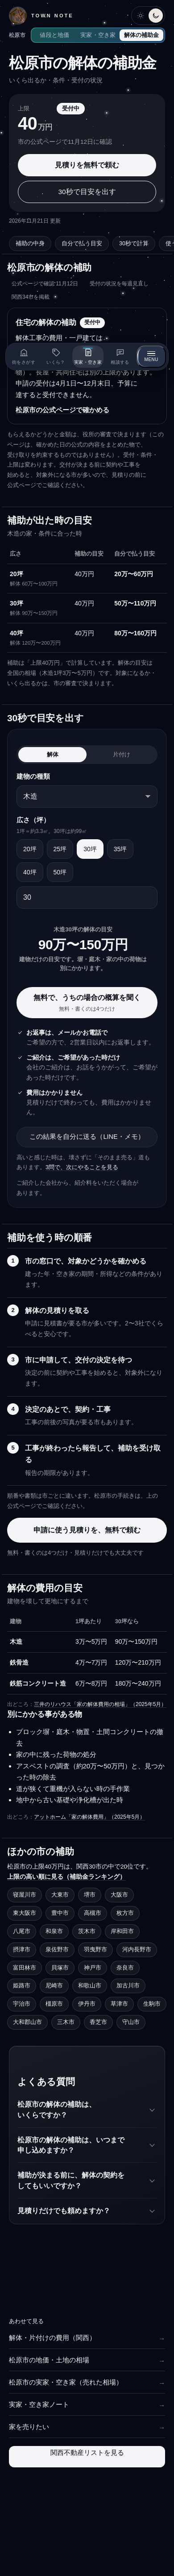 TOWN NOTE
松原市
値段と地価
実家・空き家
解体の補助金
松原市の解体の補助金
いくら出るか・条件・受付の状況
上限
受付中
40万円
市の公式ページで11月12日に確認
見積りを無料で頼む
30秒で目安を出す
2026年01月21日 更新
補助の中身
自分で払う目安
30秒で計算
松原市の解体の補助
公式ページで確認 11月12日
受付の状況を毎週見直し
関西34市を掲載
住宅の解体の補助
受付中
解体工事の費用・一戸建ては
街をさがす
いくら？
実家・空き家
相談する
MENU
申請の受付は4月1日〜12月末日、予算に
達すると受付できません。
松原市の公式ページで確かめる
もらえるかどうかと金額は、役所の審査で決まります（この
ページは、確かめた日の公式の内容をまとめた物で、
受けられることを約束するものではありません）。受付・条件・
上限は変わります。交付が決まる前に契約や工事を
始めると、対象外になる市が多いので、見積りの前に
公式ページでご確認ください。
補助が出た時の目安
木造の家・条件に合った時
広さ
補助の目安
自分で払う目安
20坪
解体 60万〜100万円
40万円
20万〜60万円
30坪
解体 90万〜150万円
40万円
50万〜110万円
40坪
解体 120万〜200万円
40万円
80万〜160万円
補助は「上限40万円」で計算しています。解体の目安は
全国の相場（木造1坪3万〜5万円）です。対象になるか・
いくら出るかは、市の審査で決まります。
30秒で目安を出す
解体
片付け
建物の種類
木造
広さ（坪）
1坪＝約3.3㎡、30坪は約99㎡
20坪
25坪
30坪
35坪
40坪
50坪
30
木造30坪の解体の目安
90万〜150万円
建物だけの目安です。塀・庭木・家の中の荷物は
別にかかります。
無料で、うちの場合の概算を聞く
無料・書くのは4つだけ
お返事は、メールかお電話で
ご希望の方で、2営業日以内にお返事します。
ご紹介は、ご希望があった時だけ
会社のご紹介は、お話をうかがって、ご希望が
あった時だけです。
費用はかかりません
見積りだけで終わっても、費用はかかりませ
ん。
この結果を自分に送る（LINE・メモ）
高いと感じた時は、壊さずに「そのまま売る」道も
あります。3問で、次にやることを見る
ご紹介した会社から、紹介料をいただく場合が
あります。
補助を使う時の順番
1
市の窓口で、対象かどうかを確かめる
建った年・空き家の期間・所得などの条件があり
ます。
2
解体の見積りを取る
申請に見積書が要る市が多いです。2〜3社でくら
べると安心です。
3
市に申請して、交付の決定を待つ
決定の前に契約や工事を始めると、対象外になり
ます。
4
決定のあとで、契約・工事
工事の前後の写真が要る市もあります。
5
工事が終わったら報告して、補助を受け取
る
報告の期限があります。
順番や書類は市ごとに違います。松原市の手続きは、上の
公式ページでご確認ください。
申請に使う見積りを、無料で頼む
無料・書くのは4つだけ・見積りだけでも大丈夫です
解体の費用の目安
建物を壊して更地にするまで
建物
1坪あたり
30坪なら
木造
3万〜5万円
90万〜150万円
鉄骨造
4万〜7万円
120万〜210万円
鉄筋コンクリート造
6万〜8万円
180万〜240万円
出どころ：三井のリハウス「家の解体費用の相場」（2025年5月）
別にかかる事がある物
ブロック塀・庭木・物置・土間コンクリートの撤
去
家の中に残った荷物の処分
アスベストの調査（約20万〜50万円）と、見つか
った時の除去
道が狭くて重機が入らない時の手作業
地中から古い基礎や浄化槽が出た時
出どころ：アットホーム「家の解体費用」（2025年5月）
ほかの市の補助
松原市の上限40万円は、関西30市の中で20位です。
上限の高い順に見る（補助金ランキング）
寝屋川市
大東市
堺市
大阪市
東大阪市
豊中市
高槻市
枚方市
八尾市
和泉市
茨木市
岸和田市
摂津市
泉佐野市
羽曳野市
河内長野市
富田林市
貝塚市
神戸市
奈良市
姫路市
尼崎市
和歌山市
加古川市
宇治市
橿原市
伊丹市
草津市
生駒市
大和郡山市
三木市
香芝市
守山市
よくある質問
松原市の解体の補助は、
いくらですか？
松原市の解体の補助は、いつまで
申し込めますか？
補助が決まる前に、解体の契約を
してもいいですか？
見積りだけでも頼めますか？
あわせて見る
解体・片付けの費用（関西）
→
松原市の地価・土地の相場
→
松原市の実家・空き家（売れた相場）
→
実家・空き家ノート
→
家を売りたい
→
関西不動産リストを見る